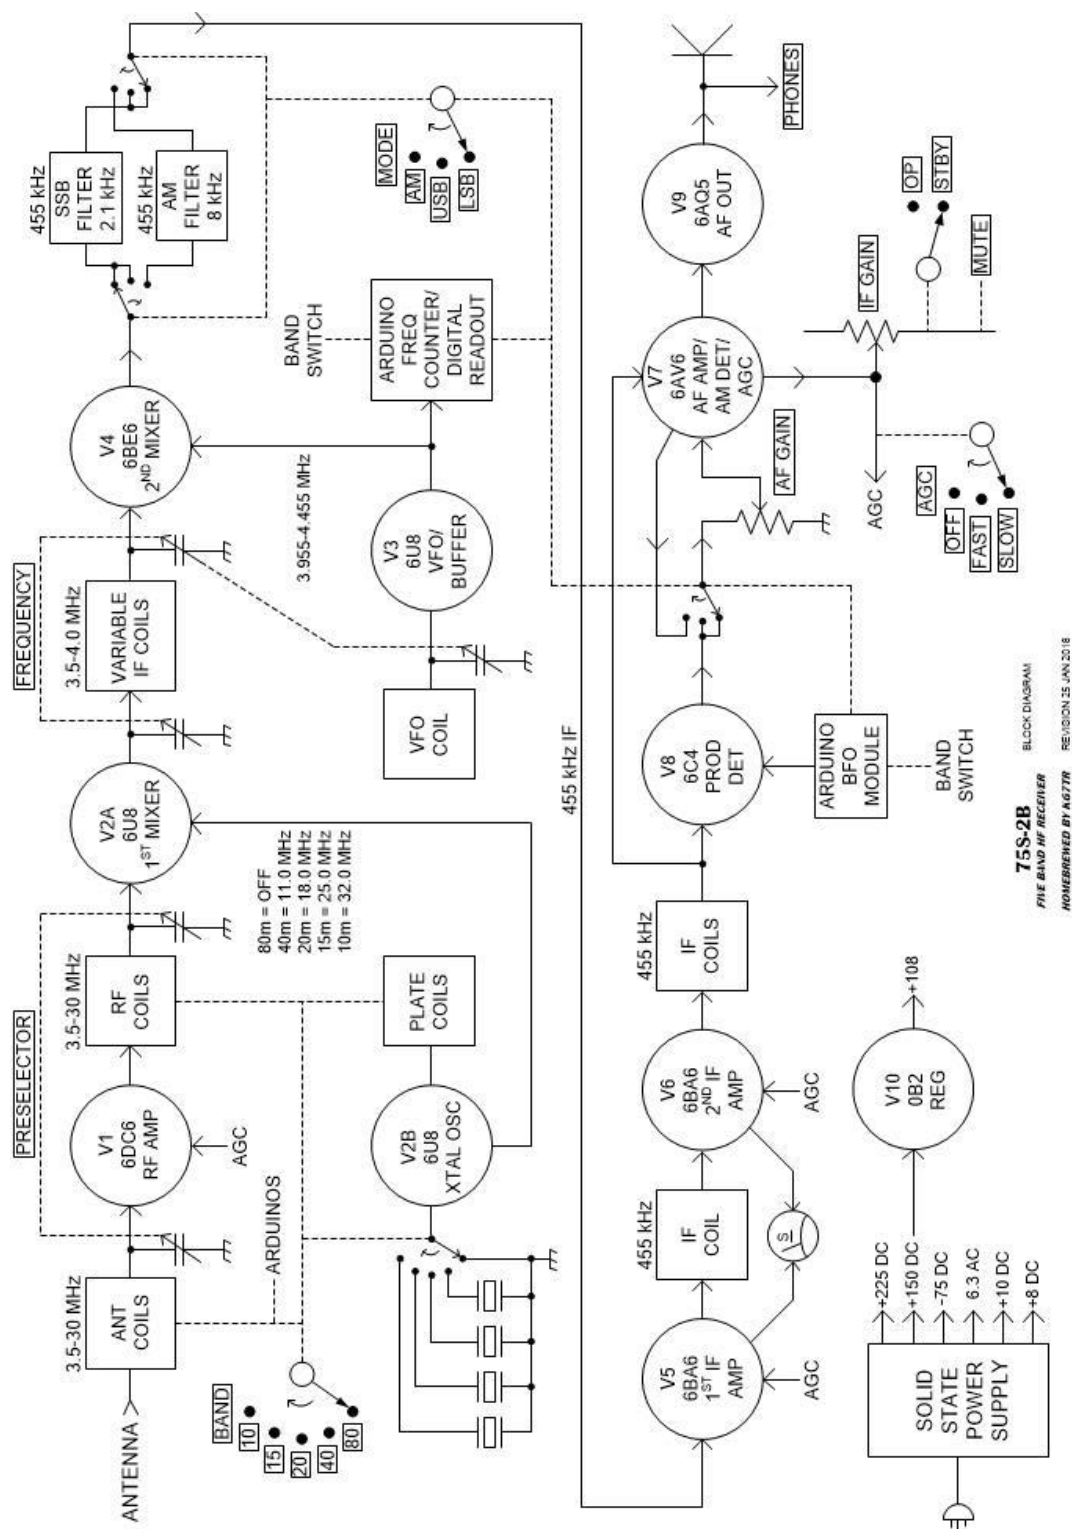 ANTENNA
3.5-30 MHz
ANT
COILS
PRESELECTOR
V1
6DC6
RF AMP
AGC
3.5-30 MHz
RF
COILS
V2A
6U8
1ST MIXER
FREQUENCY
3.5-4.0 MHz
VARIABLE
IF COILS
V4
6BE6
2ND MIXER
455 kHz
SSB
FILTER
2.1 kHz
455 kHz
AM
FILTER
8 kHz
BAND
10
15
20
40
80
ARDUINOS
V2B
6U8
XTAL OSC
PLATE
COILS
80m = OFF
40m = 11.0 MHz
20m = 18.0 MHz
15m = 25.0 MHz
10m = 32.0 MHz
VFO
COIL
V3
6U8
VFO/
BUFFER
3.955-4.455 MHz
BAND
SWITCH
ARDUINO
FREQ
COUNTER/
DIGITAL
READOUT
MODE
AM
USB
LSB
455 kHz IF
V5
6BA6
1ST IF
AMP
AGC
455 kHz
IF
COIL
S
V6
6BA6
2ND IF
AMP
AGC
455 kHz
IF
COILS
V8
6C4
PROD
DET
ARDUINO
BFO
MODULE
BAND
SWITCH
AF GAIN
V7
6AV6
AF AMP/
AM DET/
AGC
V9
6AQ5
AF OUT
PHONES
AGC
AGC
OFF
FAST
SLOW
IF GAIN
OP
STBY
MUTE
SOLID
STATE
POWER
SUPPLY
+225 DC
+150 DC
-75 DC
6.3 AC
+10 DC
+8 DC
V10
0B2
REG
+108
75S-2B BLOCK DIAGRAM
FIVE BAND HF RECEIVER
HOMEBREWED BY KG7TR REVISION 25 JAN 2018